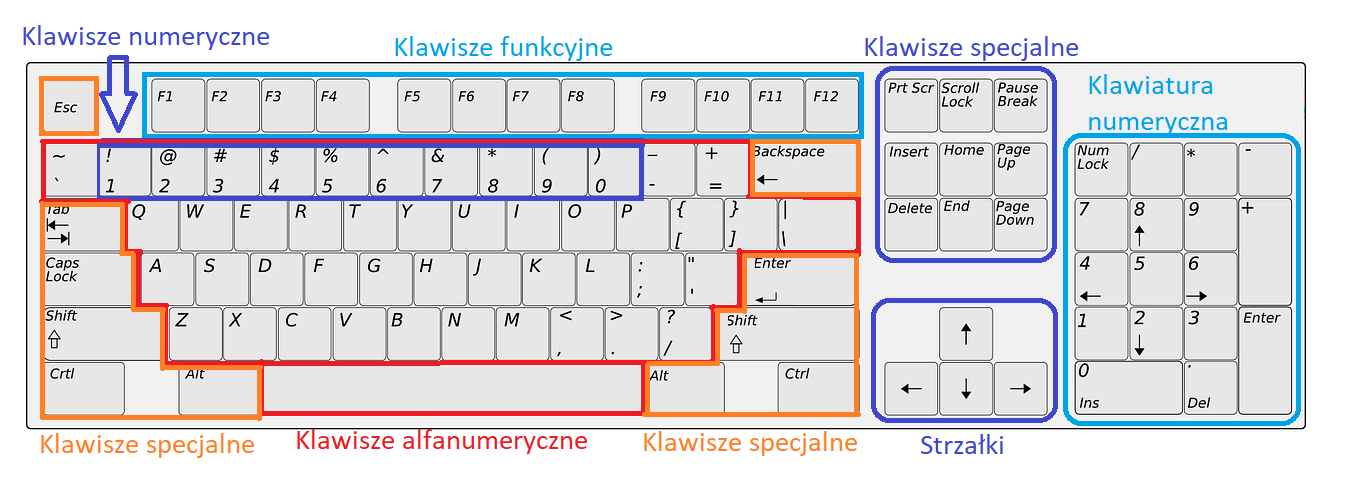 Klawisze numeryczne
Klawisze funkcyjne
Klawisze specjalne
Klawiatura
numeryczna
Esc
F1 F2 F3 F4 F5 F6 F7 F8 F9 F10 F11 F12
Prt Scr Scroll Lock Pause Break
~ ` ! 1 @ 2 # 3 $ 4 % 5 ^ 6 & 7 * 8 ( 9 ) 0 _ - + = Backspace ←
Insert Home Page Up
Num Lock / * -
Tab Q W E R T Y U I O P { [ } ] | \
Delete End Page Down
7 8 ↑ 9 +
Caps Lock A S D F G H J K L : ; " ' Enter
4 ← 5 6 →
Shift Z X C V B N M < , > . ? / Shift
↑
1 2 ↓ 3 Enter
Crtl Alt Alt Ctrl
← ↓ →
0 Ins . Del
Klawisze specjalne
Klawisze alfanumeryczne
Klawisze specjalne
Strzałki